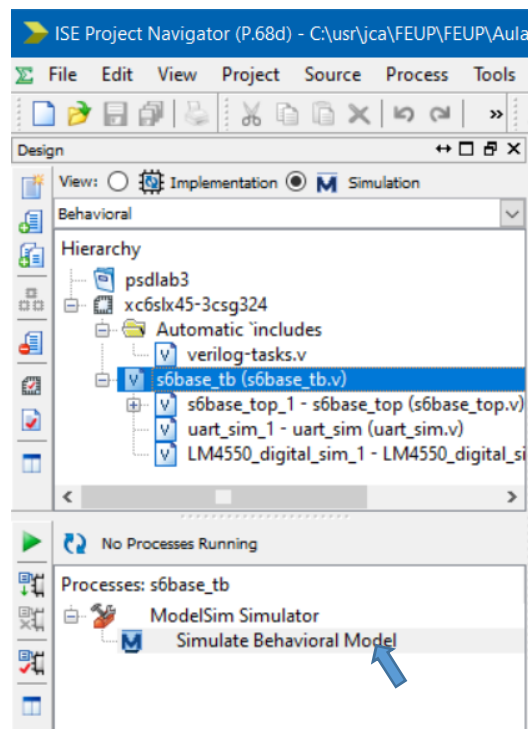 ISE Project Navigator (P.68d) - C:\usr\jca\FEUP\FEUP\Aula
File Edit View Project Source Process Tools
»
Design
View: Implementation Simulation
Behavioral
Hierarchy
psdlab3
xc6slx45-3csg324
Automatic `includes
verilog-tasks.v
s6base_tb (s6base_tb.v)
s6base_top_1 - s6base_top (s6base_top.v)
uart_sim_1 - uart_sim (uart_sim.v)
LM4550_digital_sim_1 - LM4550_digital_si
No Processes Running
Processes: s6base_tb
ModelSim Simulator
Simulate Behavioral Model